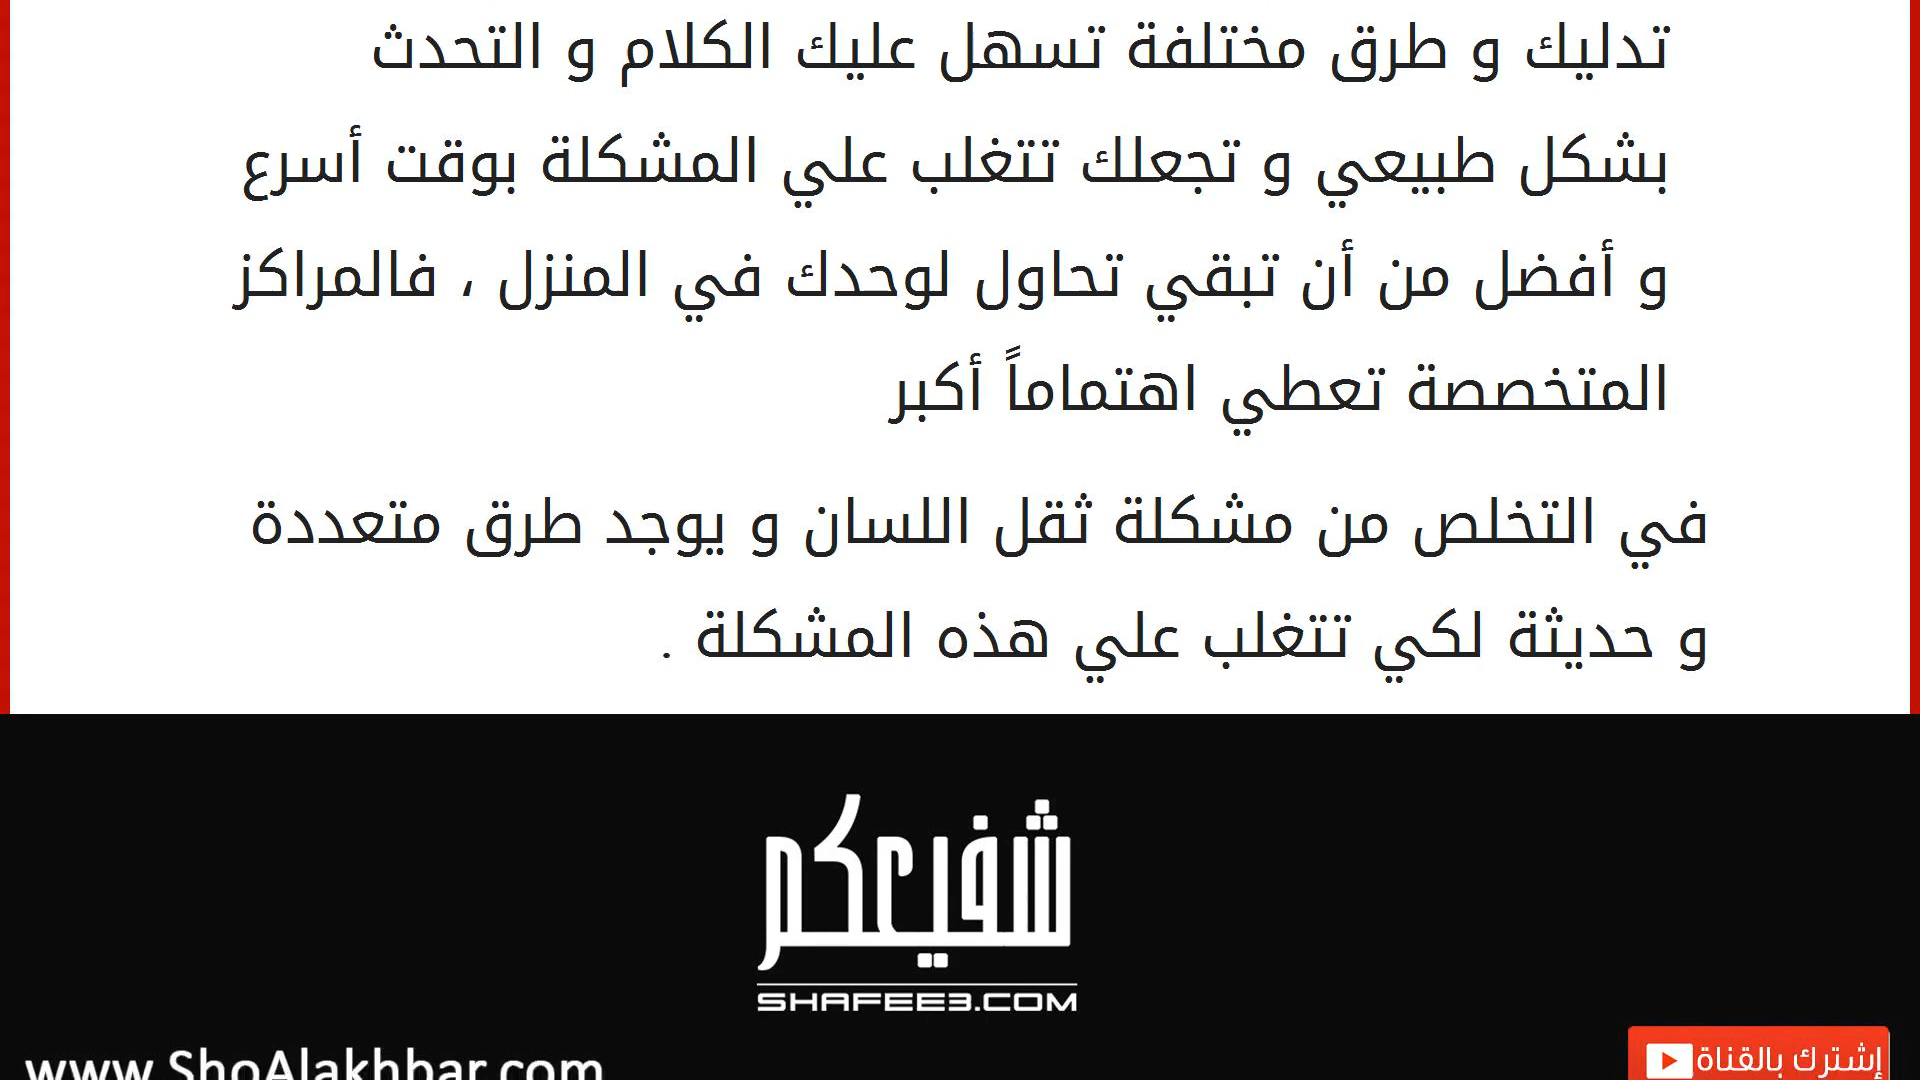 تدليك و طرق مختلفة تسهل عليك الكلام و التحدث
بشكل طبيعي و تجعلك تتغلب علي المشكلة بوقت أسرع
و أفضل من أن تبقي تحاول لوحدك في المنزل ، فالمراكز
المتخصصة تعطي اهتماماً أكبر
في التخلص من مشكلة ثقل اللسان و يوجد طرق متعددة
و حديثة لكي تتغلب علي هذه المشكلة .
شفيعكم
SHAFEE3.COM
www.ShoAlakhbar.com
إشترك بالقناة